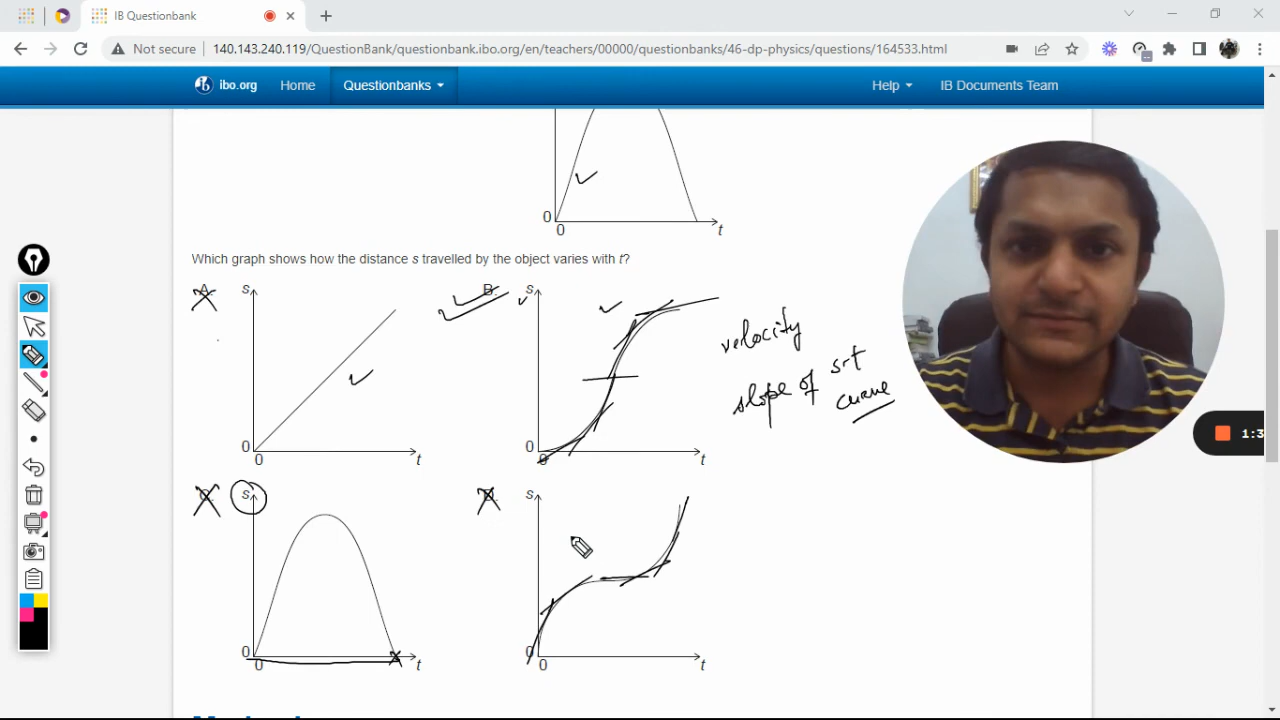 IB Questionbank
Not secure
140.143.240.119/QuestionBank/questionbank.ibo.org/en/teachers/00000/questionbanks/46-dp-physics/questions/164533.html
ibo.org
Home
Questionbanks
Help
IB Documents Team
0
0
t
Which graph shows how the distance s travelled by the object varies with t?
A.
s
0
0
t
B.
s
0
0
t
velocity
slope of s-t
curve
C.
s
0
0
t
D.
s
0
0
t
1:3